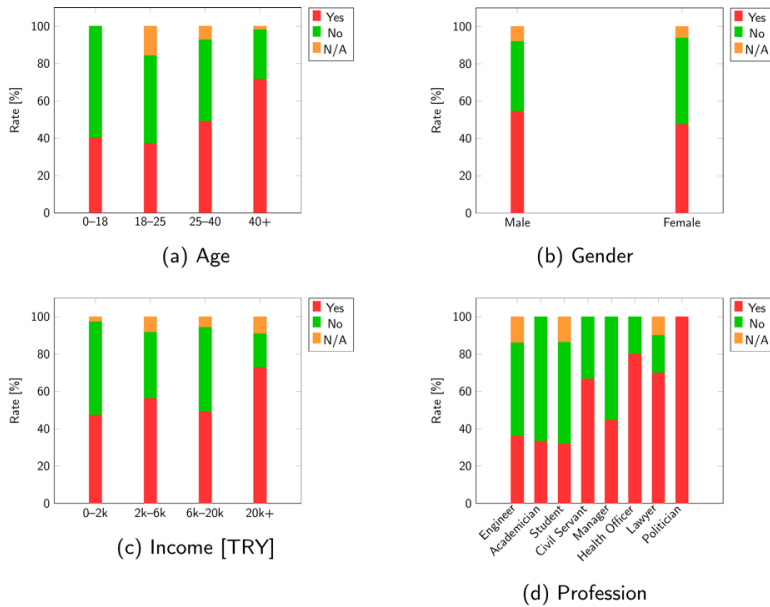 100
80
60
40
20
0
Rate [%]
0–18 18–25 25–40 40+
Yes
No
N/A
(a) Age
100
80
60
40
20
0
Rate [%]
Male Female
Yes
No
N/A
(b) Gender
100
80
60
40
20
0
Rate [%]
0–2k 2k–6k 6k–20k 20k+
Yes
No
N/A
(c) Income [TRY]
100
80
60
40
20
0
Rate [%]
Engineer
Academician
Student
Civil Servant
Manager
Health Officer
Lawyer
Politician
Yes
No
N/A
(d) Profession